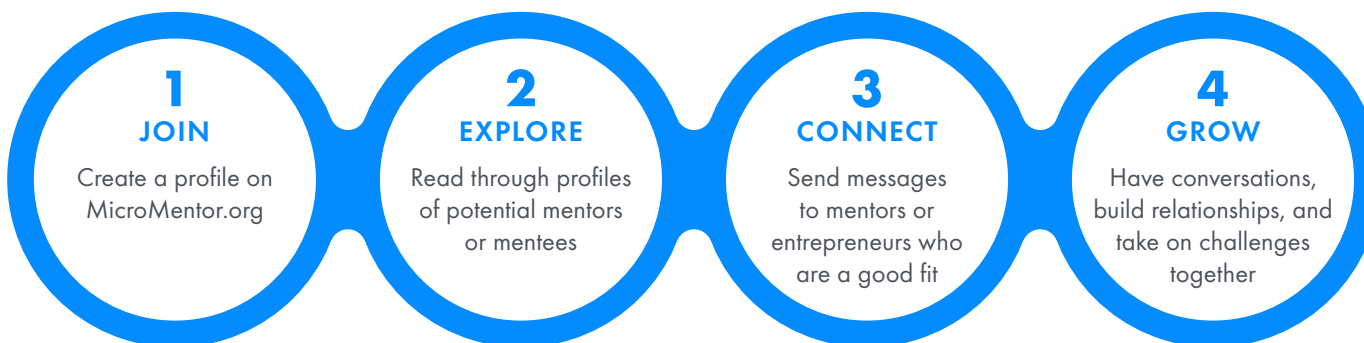 1
JOIN
Create a profile on
MicroMentor.org
2
EXPLORE
Read through profiles
of potential mentors
or mentees
3
CONNECT
Send messages
to mentors or
entrepreneurs who
are a good fit
4
GROW
Have conversations,
build relationships, and
take on challenges
together